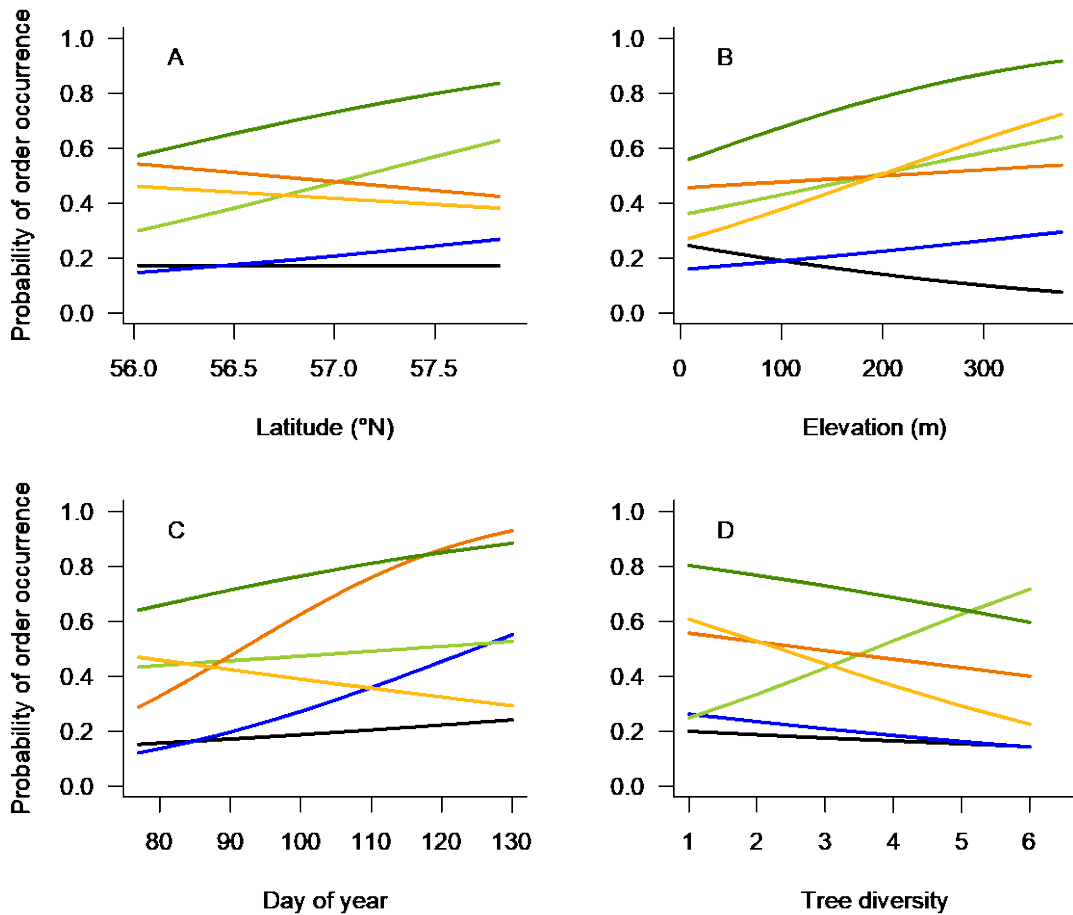 A
Probability of order occurrence
1.0
0.8
0.6
0.4
0.2
0.0
56.0 56.5 57.0 57.5
Latitude (°N)
B
1.0
0.8
0.6
0.4
0.2
0.0
0 100 200 300
Elevation (m)
C
Probability of order occurrence
1.0
0.8
0.6
0.4
0.2
0.0
80 90 100 110 120 130
Day of year
D
1.0
0.8
0.6
0.4
0.2
0.0
1 2 3 4 5 6
Tree diversity